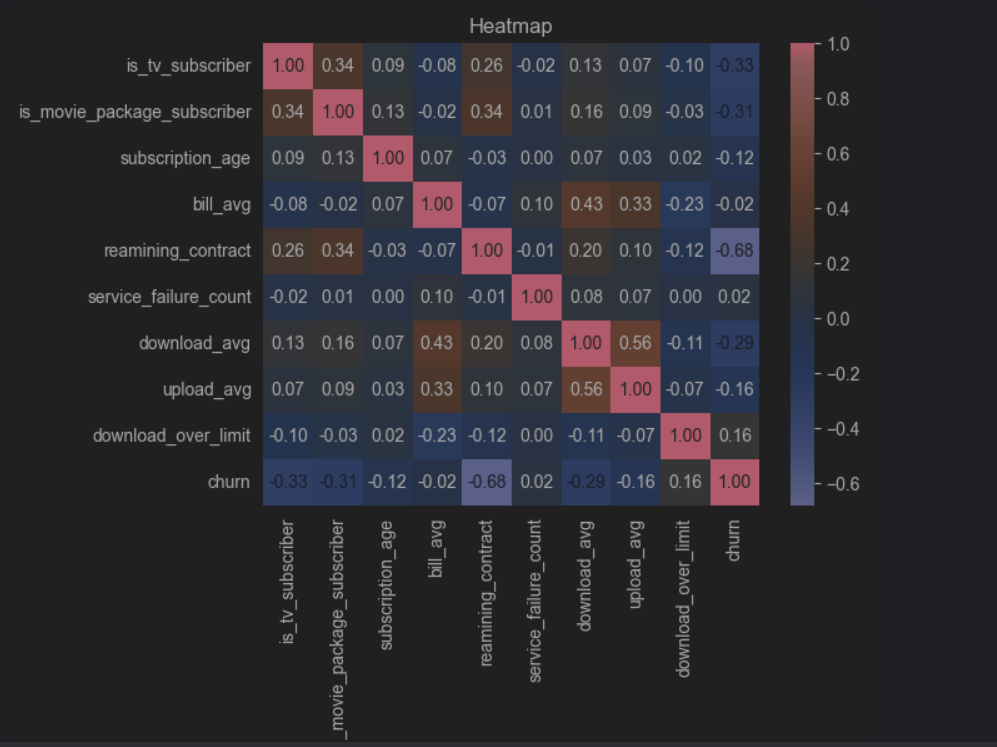 Heatmap
is_tv_subscriber 1.00 0.34 0.09 -0.08 0.26 -0.02 0.13 0.07 -0.10 -0.33
is_movie_package_subscriber 0.34 1.00 0.13 -0.02 0.34 0.01 0.16 0.09 -0.03 -0.31
subscription_age 0.09 0.13 1.00 0.07 -0.03 0.00 0.07 0.03 0.02 -0.12
bill_avg -0.08 -0.02 0.07 1.00 -0.07 0.10 0.43 0.33 -0.23 -0.02
reamining_contract 0.26 0.34 -0.03 -0.07 1.00 -0.01 0.20 0.10 -0.12 -0.68
service_failure_count -0.02 0.01 0.00 0.10 -0.01 1.00 0.08 0.07 0.00 0.02
download_avg 0.13 0.16 0.07 0.43 0.20 0.08 1.00 0.56 -0.11 -0.29
upload_avg 0.07 0.09 0.03 0.33 0.10 0.07 0.56 1.00 -0.07 -0.16
download_over_limit -0.10 -0.03 0.02 -0.23 -0.12 0.00 -0.11 -0.07 1.00 0.16
churn -0.33 -0.31 -0.12 -0.02 -0.68 0.02 -0.29 -0.16 0.16 1.00
is_tv_subscriber
_movie_package_subscriber
subscription_age
bill_avg
reamining_contract
service_failure_count
download_avg
upload_avg
download_over_limit
churn
1.0
0.8
0.6
0.4
0.2
0.0
−0.2
−0.4
−0.6